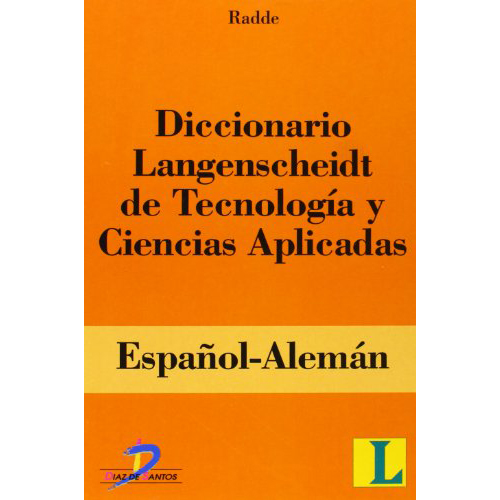 Radde
Diccionario
Langenscheidt
de Tecnología y
Ciencias Aplicadas
Español-Alemán
DIAZ DE SANTOS
L